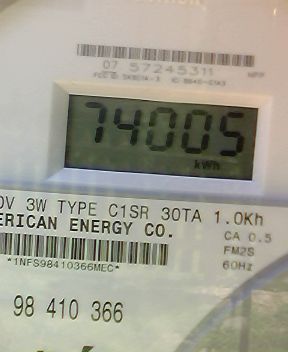 07 57245311
74005
kWh
3W TYPE C1SR 30TA 1.0Kh
ERICAN ENERGY CO.
CA 0.5
FM2S
*1NFS98410366MEC*
60Hz
98 410 366